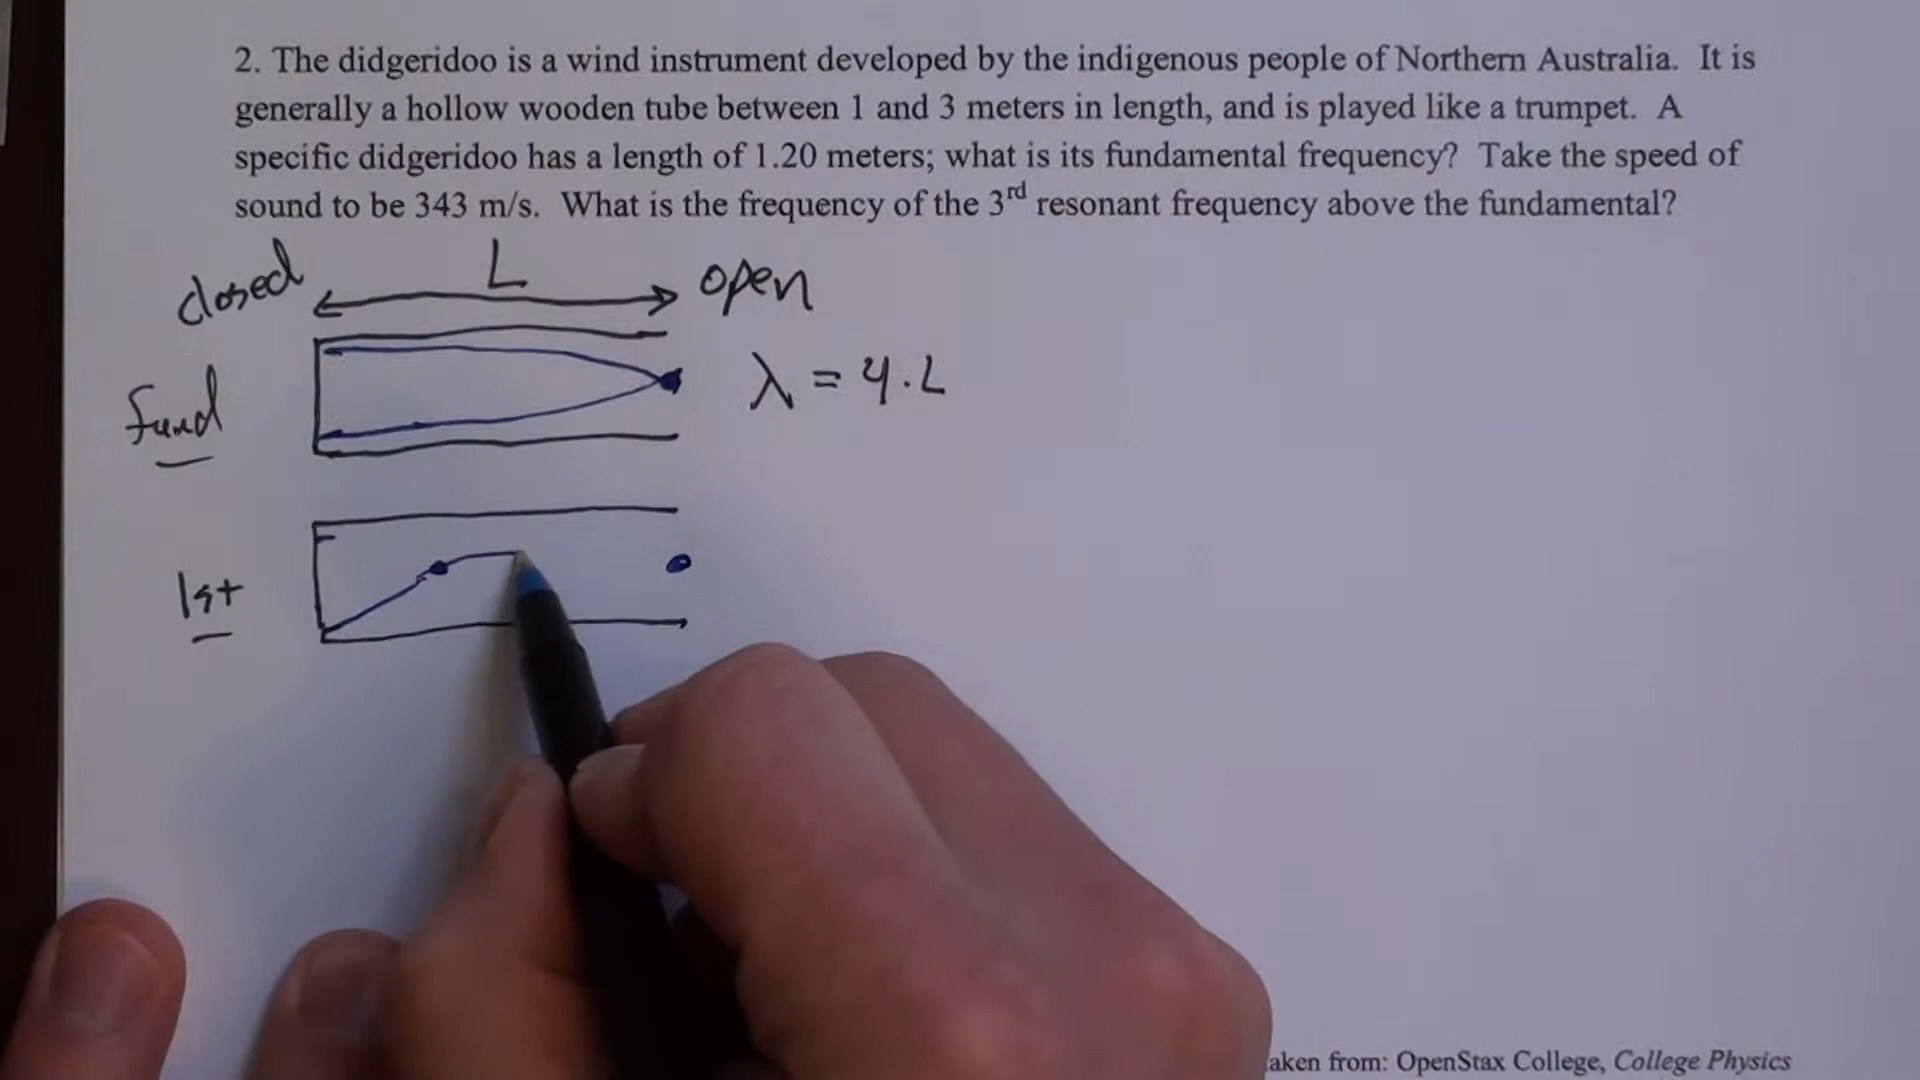 2. The didgeridoo is a wind instrument developed by the indigenous people of Northern Australia. It is
generally a hollow wooden tube between 1 and 3 meters in length, and is played like a trumpet. A
specific didgeridoo has a length of 1.20 meters; what is its fundamental frequency? Take the speed of
sound to be 343 m/s. What is the frequency of the 3rd resonant frequency above the fundamental?
closed L open
Fund λ = 4.L
1st
aken from: OpenStax College, College Physics